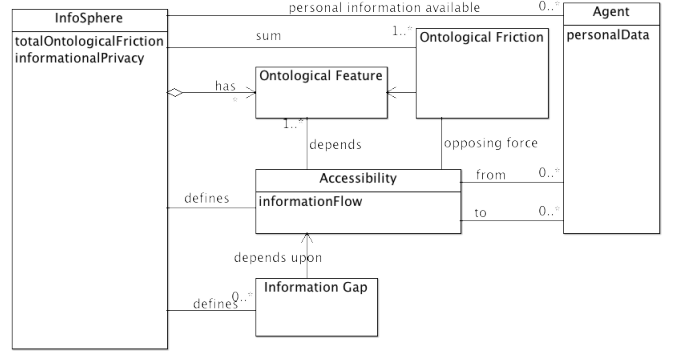 personal information available
0..*
InfoSphere
Agent
totalOntologicalFriction
informationalPrivacy
sum
1..*
Ontological Friction
personalData
Ontological Feature
has
*
1..*
depends
opposing force
Accessibility
from
0..*
defines
informationFlow
to
0..*
depends upon
Information Gap
0..*
defines